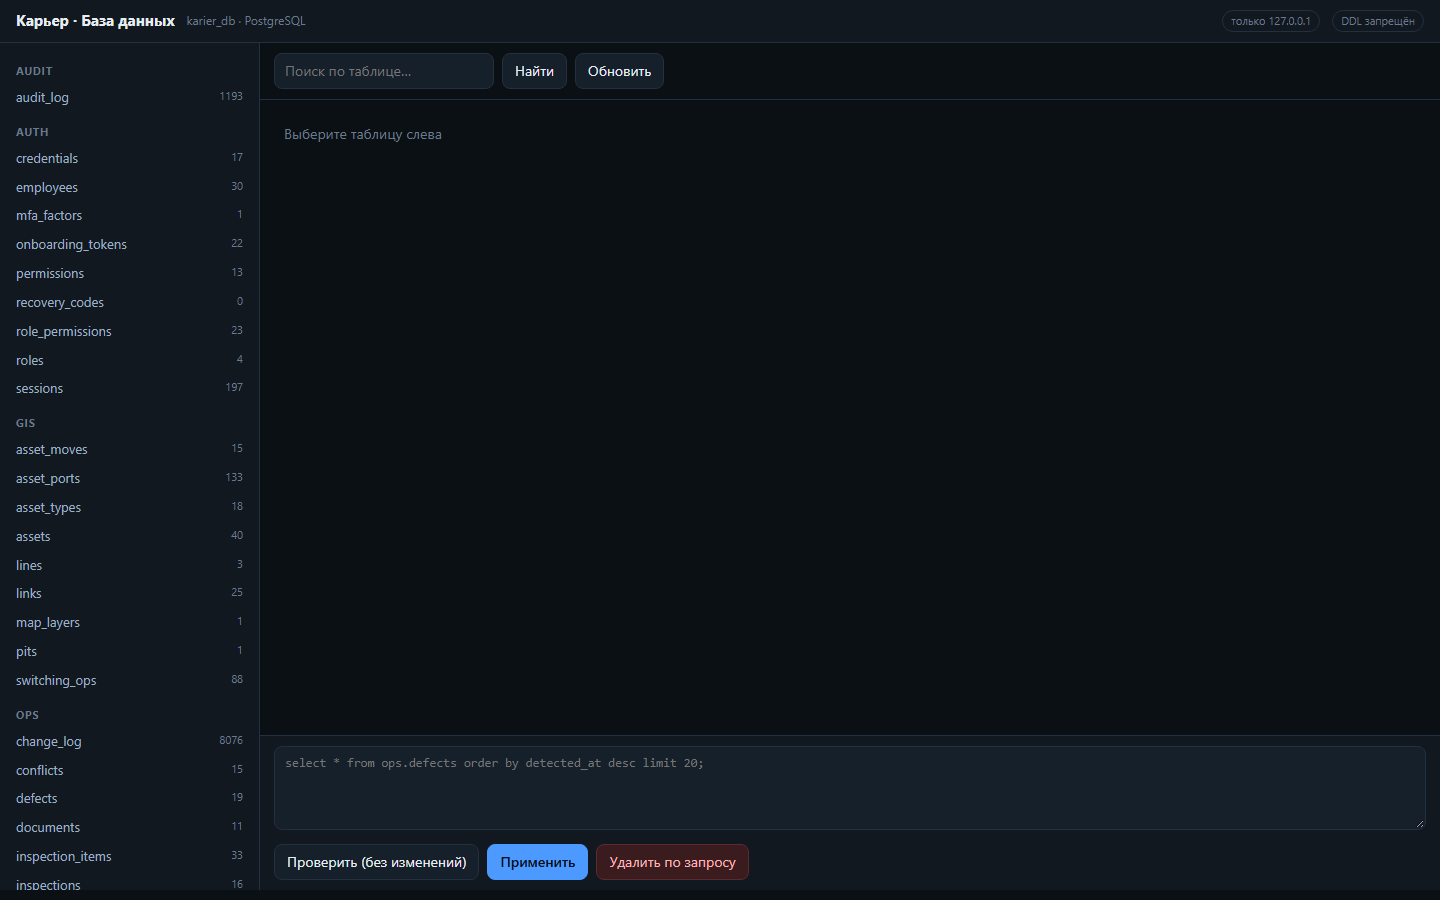 Карьер · База данных karier_db · PostgreSQL только 127.0.0.1 DDL запрещён
AUDIT
audit_log 1193
AUTH
credentials 17
employees 30
mfa_factors 1
onboarding_tokens 22
permissions 13
recovery_codes 0
role_permissions 23
roles 4
sessions 197
GIS
asset_moves 15
asset_ports 133
asset_types 18
assets 40
lines 3
links 25
map_layers 1
pits 1
switching_ops 88
OPS
change_log 8076
conflicts 15
defects 19
documents 11
inspection_items 33
inspections 16
Поиск по таблице... Найти Обновить
Выберите таблицу слева
select * from ops.defects order by detected_at desc limit 20;
Проверить (без изменений) Применить Удалить по запросу